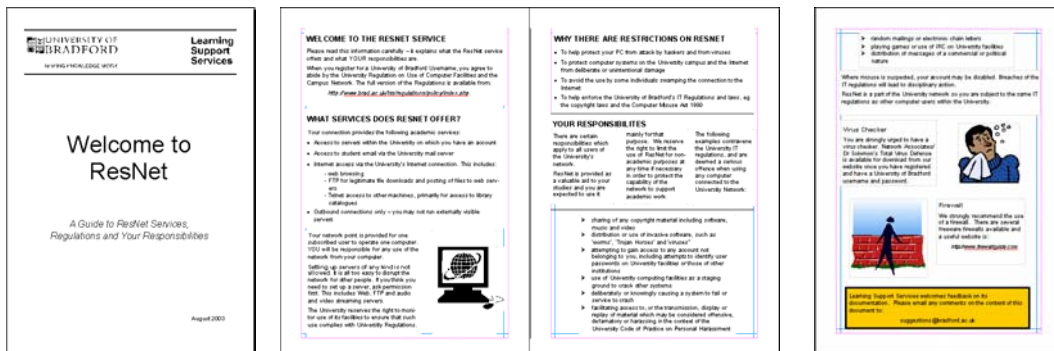 UNIVERSITY OF
BRADFORD
MAKING KNOWLEDGE WORK
Learning
Support
Services
Welcome to
ResNet
A Guide to ResNet Services,
Regulations and Your Responsibilities
August 2003
WELCOME TO THE RESNET SERVICE
Please read this information carefully – it explains what the ResNet service
offers and what YOUR responsibilities are.
When you register for a University of Bradford Username, you agree to
abide by the University Regulation on Use of Computer Facilities and the
Campus Network. The full version of the Regulations is available from:
WHAT SERVICES DOES RESNET OFFER?
Your connection provides the following academic services:
• Access to servers within the University on which you have an account
• Access to student email via the University mail server
• Internet access via the University's Internet connection. This includes:
- web browsing
- FTP for legitimate file downloads and posting of files to web serv-
ers
- Telnet access to other machines, primarily for access to library
catalogues
• Outbound connections only – you may not run externally visible
servers
Your network point is provided for one
subscribed user to operate one computer.
YOU will be responsible for any use of the
network from your computer.
Setting up servers of any kind is not
allowed. It is all too easy to disrupt the
network for other people. If you think you
need to set up a server, ask permission
first. This includes Web, FTP and audio
and video streaming servers.
The University reserves the right to moni-
tor use of its facilities to ensure that such
use complies with University Regulations.
WHY THERE ARE RESTRICTIONS ON RESNET
• To help protect your PC from attack by hackers and from viruses
• To protect computer systems on the University campus and the Internet
from deliberate or unintentional damage
• To avoid the use by some individuals swamping the connection to the
Internet
• To help enforce the University of Bradford's IT Regulations and Laws, eg
the copyright laws and the Computer Misuse Act 1990
YOUR RESPONSIBILITES
There are certain
responsibilities which
apply to all users of
the University's
network.
ResNet is provided as
a valuable aid to your
studies and you are
expected to use it
mainly for that
purpose. We reserve
the right to limit the
use of ResNet for non-
academic purposes at
any time if necessary
in order to protect the
capability of the
network to support
academic work.
The following
examples contravene
the University IT
regulations, and are
deemed a serious
offence when using
any computer
connected to the
University Network:
➢ sharing of any copyright material including software,
music and video
➢ distribution or use of invasive software, such as
'worms', 'Trojan Horses' and 'viruses'
➢ attempting to gain access to any account not
belonging to you, including attempts to identify user
passwords on University facilities or those of other
institutions
➢ use of University computing facilities as a staging
ground to crack other systems
➢ deliberately or knowingly causing a system to fail or
service to crash
➢ facilitating access to, or the transmission, display or
replay of material which may be considered offensive,
defamatory or harassing in the context of the
University Code of Practice on Personal Harassment
➢ random mailings or electronic chain letters
➢ playing games or use of IRC on University facilities
➢ distribution of messages of a commercial or political
nature
Where misuse is suspected, your account may be disabled. Breaches of the
IT regulations will lead to disciplinary action.
ResNet is a part of the University network so you are subject to the same IT
regulations as other computer users within the University.
Virus Checker
You are strongly urged to have a
virus checker. Network Associates'
Dr Solomon's Total Virus Defense
is available for download from our
website once you have registered
and have a University of Bradford
username and password.
Firewall
We strongly recommend the use
of a firewall. There are several
freeware firewalls available and
a useful website is:
http://www.firewallguide.com
Learning Support Services welcomes feedback on its
documentation. Please email any comments on the content of this
document to:
suggestions@bradford.ac.uk